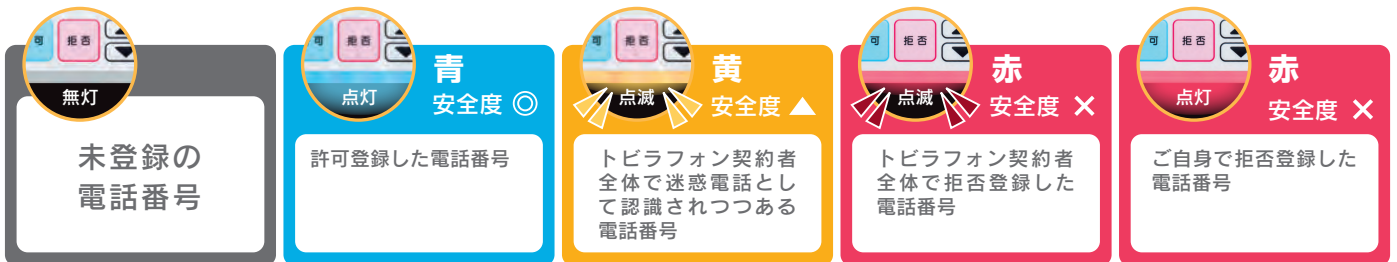 可 拒否
無灯
未登録の
電話番号
可 拒否
点灯
青
安全度 ◎
許可登録した電話番号
可 拒否
点滅
黄
安全度 ▲
トビラフォン契約者
全体で迷惑電話とし
て認識されつつある
電話番号
可 拒否
点滅
赤
安全度 ×
トビラフォン契約者
全体で拒否登録した
電話番号
可 拒否
点灯
赤
安全度 ×
ご自身で拒否登録した
電話番号